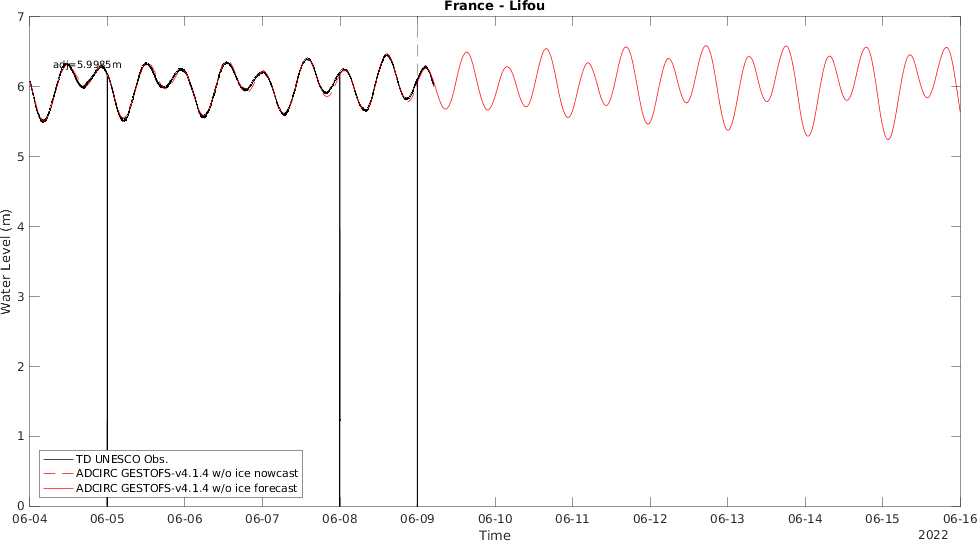 France - Lifou
7
6
5
4
3
2
1
0
Water Level (m)
adj=5.9985m
TD UNESCO Obs.
ADCIRC GESTOFS-v4.1.4 w/o ice nowcast
ADCIRC GESTOFS-v4.1.4 w/o ice forecast
06-04 06-05 06-06 06-07 06-08 06-09 06-10 06-11 06-12 06-13 06-14 06-15 06-16
Time
2022